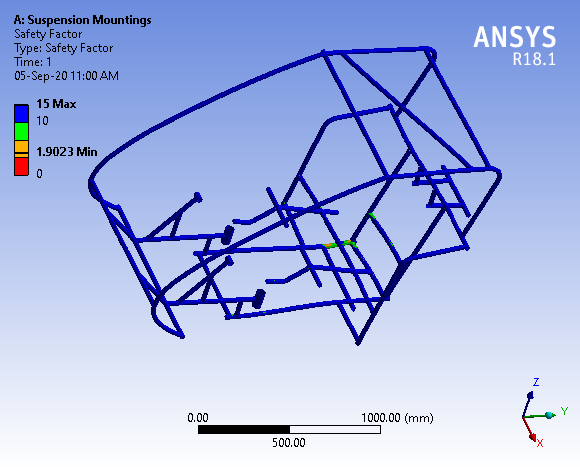 A: Suspension Mountings
Safety Factor
Type: Safety Factor
Time: 1
05-Sep-20 11:00 AM
ANSYS
R18.1
15 Max
10
1.9023 Min
0
0.00
1000.00 (mm)
500.00
Z
Y
X